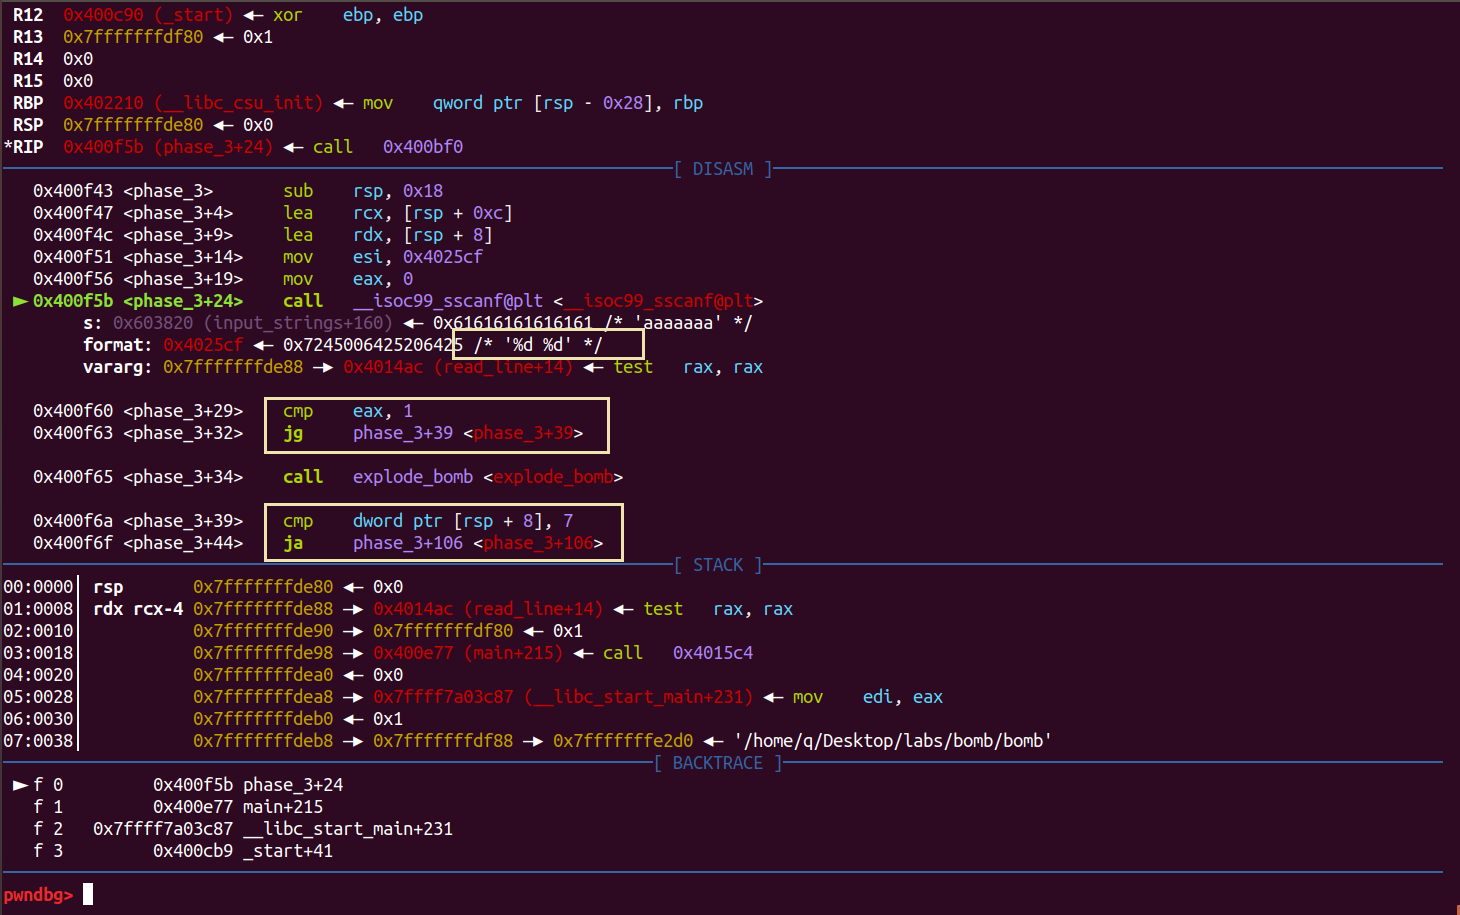 R12  0x400c90 (_start) ◂— xor    ebp, ebp
R13  0x7fffffffdf80 ◂— 0x1
R14  0x0
R15  0x0
RBP  0x402210 (__libc_csu_init) ◂— mov    qword ptr [rsp - 0x28], rbp
RSP  0x7fffffffde80 ◂— 0x0
*RIP  0x400f5b (phase_3+24) ◂— call   0x400bf0
[ DISASM ]
0x400f43 <phase_3>       sub    rsp, 0x18
0x400f47 <phase_3+4>     lea    rcx, [rsp + 0xc]
0x400f4c <phase_3+9>     lea    rdx, [rsp + 8]
0x400f51 <phase_3+14>    mov    esi, 0x4025cf
0x400f56 <phase_3+19>    mov    eax, 0
► 0x400f5b <phase_3+24>    call   __isoc99_sscanf@plt <__isoc99_sscanf@plt>
s: 0x603820 (input_strings+160) ◂— 0x61616161616161 /* 'aaaaaaa' */
format: 0x4025cf ◂— 0x7245006425206425 /* '%d %d' */
vararg: 0x7fffffffde88 —▸ 0x4014ac (read_line+14) ◂— test   rax, rax
0x400f60 <phase_3+29>    cmp    eax, 1
0x400f63 <phase_3+32>    jg     phase_3+39 <phase_3+39>
0x400f65 <phase_3+34>    call   explode_bomb <explode_bomb>
0x400f6a <phase_3+39>    cmp    dword ptr [rsp + 8], 7
0x400f6f <phase_3+44>    ja     phase_3+106 <phase_3+106>
[ STACK ]
00:0000│ rsp      0x7fffffffde80 ◂— 0x0
01:0008│ rdx rcx-4 0x7fffffffde88 —▸ 0x4014ac (read_line+14) ◂— test   rax, rax
02:0010│          0x7fffffffde90 —▸ 0x7fffffffdf80 ◂— 0x1
03:0018│          0x7fffffffde98 —▸ 0x400e77 (main+215) ◂— call   0x4015c4
04:0020│          0x7fffffffdea0 ◂— 0x0
05:0028│          0x7fffffffdea8 —▸ 0x7ffff7a03c87 (__libc_start_main+231) ◂— mov    edi, eax
06:0030│          0x7fffffffdeb0 ◂— 0x1
07:0038│          0x7fffffffdeb8 —▸ 0x7fffffffdf88 —▸ 0x7fffffffe2d0 ◂— '/home/q/Desktop/labs/bomb/bomb'
[ BACKTRACE ]
► f 0         0x400f5b phase_3+24
f 1         0x400e77 main+215
f 2   0x7ffff7a03c87 __libc_start_main+231
f 3         0x400cb9 _start+41
pwndbg>